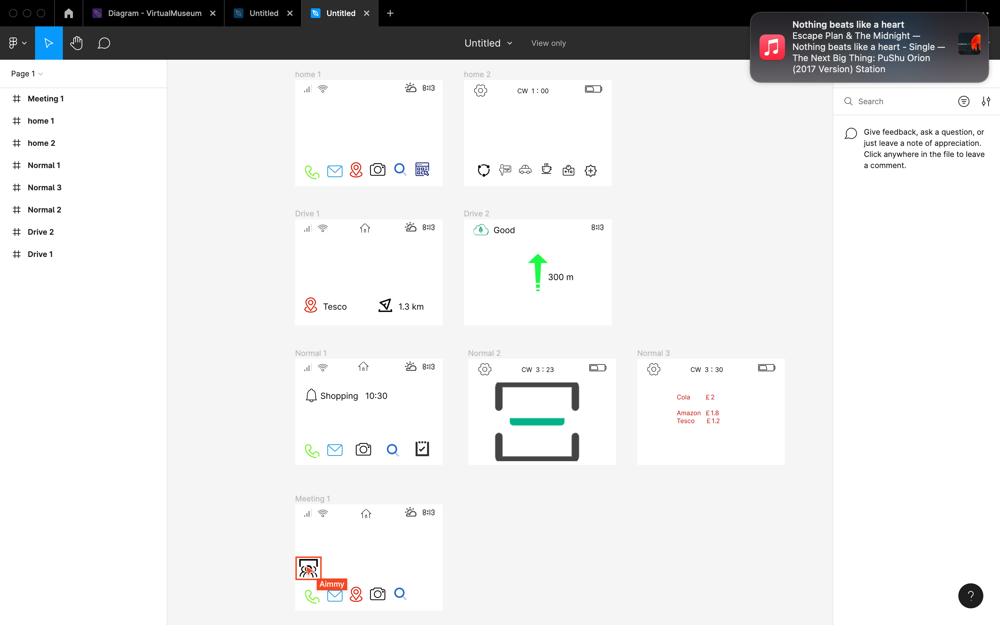 Diagram - VirtualMuseum
Untitled
Untitled
Nothing beats like a heart
Escape Plan & The Midnight —
Nothing beats like a heart - Single —
The Next Big Thing: PuShu Orion
(2017 Version) Station
Untitled
View only
Page 1
Meeting 1
home 1
home 2
Normal 1
Normal 3
Normal 2
Drive 2
Drive 1
home 1
8:13
home 2
CW 1 : 00
Drive 1
8:13
Tesco
1.3 km
Drive 2
Good
8:13
300 m
Normal 1
8:13
Shopping 10:30
Normal 2
CW 3 : 23
Normal 3
CW 3 : 30
Cola £ 2
Amazon £ 1.8
Tesco £ 1.2
Meeting 1
8:13
Aimmy
Search
Give feedback, ask a question, or
just leave a note of appreciation.
Click anywhere in the file to leave
a comment.
?